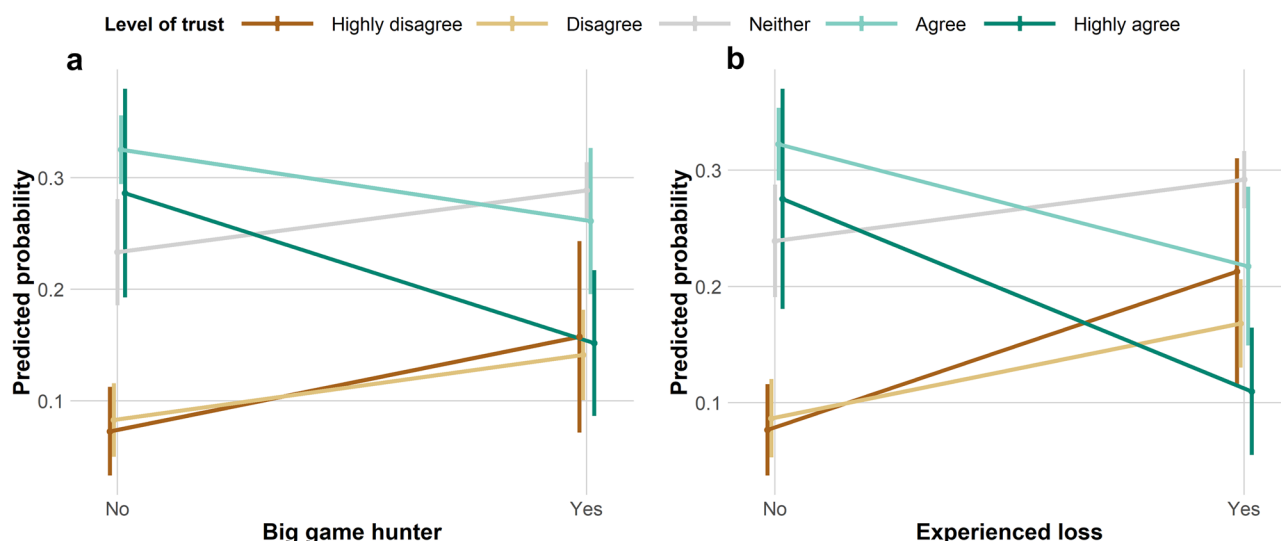 Level of trust Highly disagree Disagree Neither Agree Highly agree
a
Predicted probability
0.3
0.2
0.1
No Yes
Big game hunter
b
Predicted probability
0.3
0.2
0.1
No Yes
Experienced loss